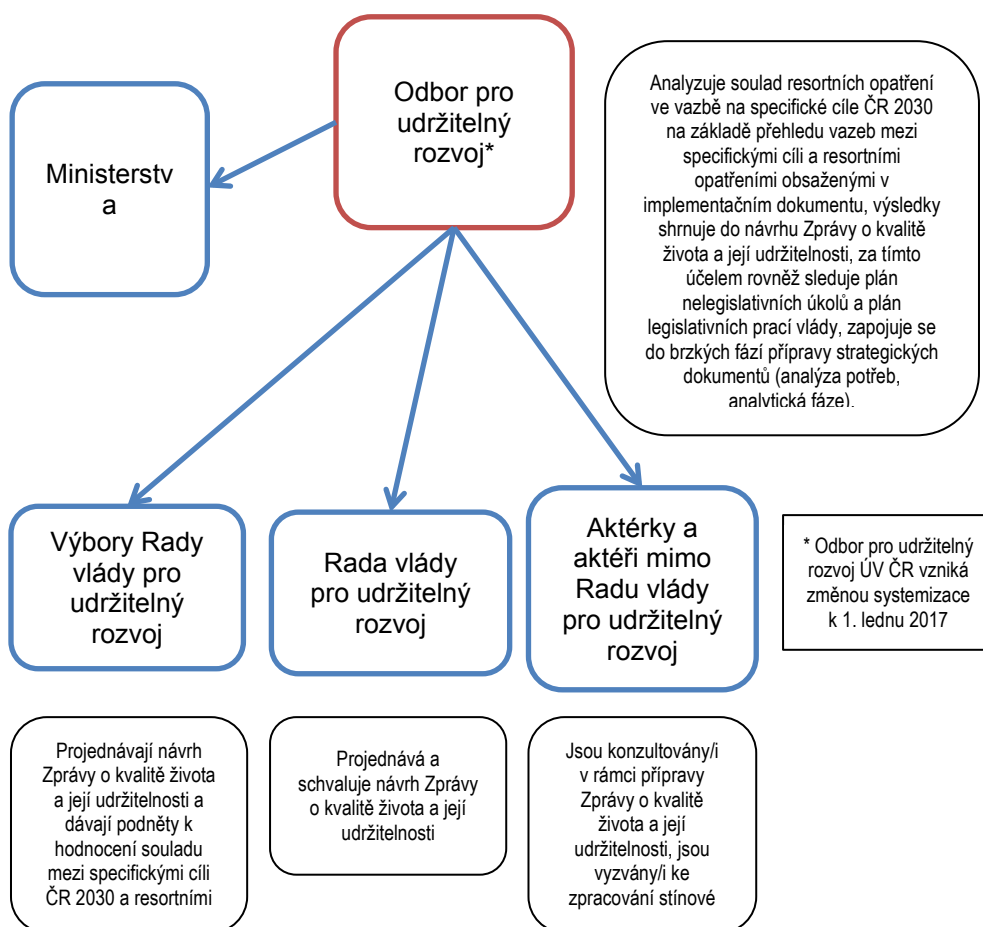 Ministerstv
a
Odbor pro
udržitelný
rozvoj*
Analyzuje soulad resortních opatření
ve vazbě na specifické cíle ČR 2030
na základě přehledu vazeb mezi
specifickými cíli a resortními
opatřeními obsaženými v
implementačním dokumentu, výsledky
shrnuje do návrhu Zprávy o kvalitě
života a její udržitelnosti, za tímto
účelem rovněž sleduje plán
nelegislativních úkolů a plán
legislativních prací vlády, zapojuje se
do brzkých fází přípravy strategických
dokumentů (analýza potřeb,
analytická fáze).
Výbory Rady
vlády pro
udržitelný
rozvoj
Rada vlády
pro udržitelný
rozvoj
Aktérky a
aktéři mimo
Radu vlády
pro udržitelný
rozvoj
* Odbor pro udržitelný
rozvoj ÚV ČR vzniká
změnou systemizace
k 1. lednu 2017
Projednávají návrh
Zprávy o kvalitě života
a její udržitelnosti a
dávají podněty k
hodnocení souladu
mezi specifickými cíli
ČR 2030 a resortními
Projednává a
schvaluje návrh Zprávy
o kvalitě života a její
udržitelnosti
Jsou konzultovány/i
v rámci přípravy
Zprávy o kvalitě
života a její
udržitelnosti, jsou
vyzvány/i ke
zpracování stínové